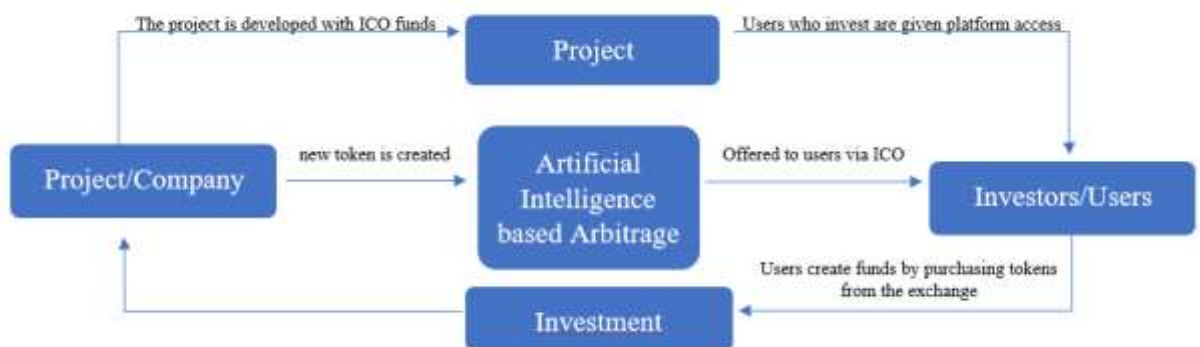 The project is developed with ICO funds
Project
Users who invest are given platform access
Project/Company
new token is created
Artificial
Intelligence
based Arbitrage
Offered to users via ICO
Investors/Users
Users create funds by purchasing tokens
from the exchange
Investment